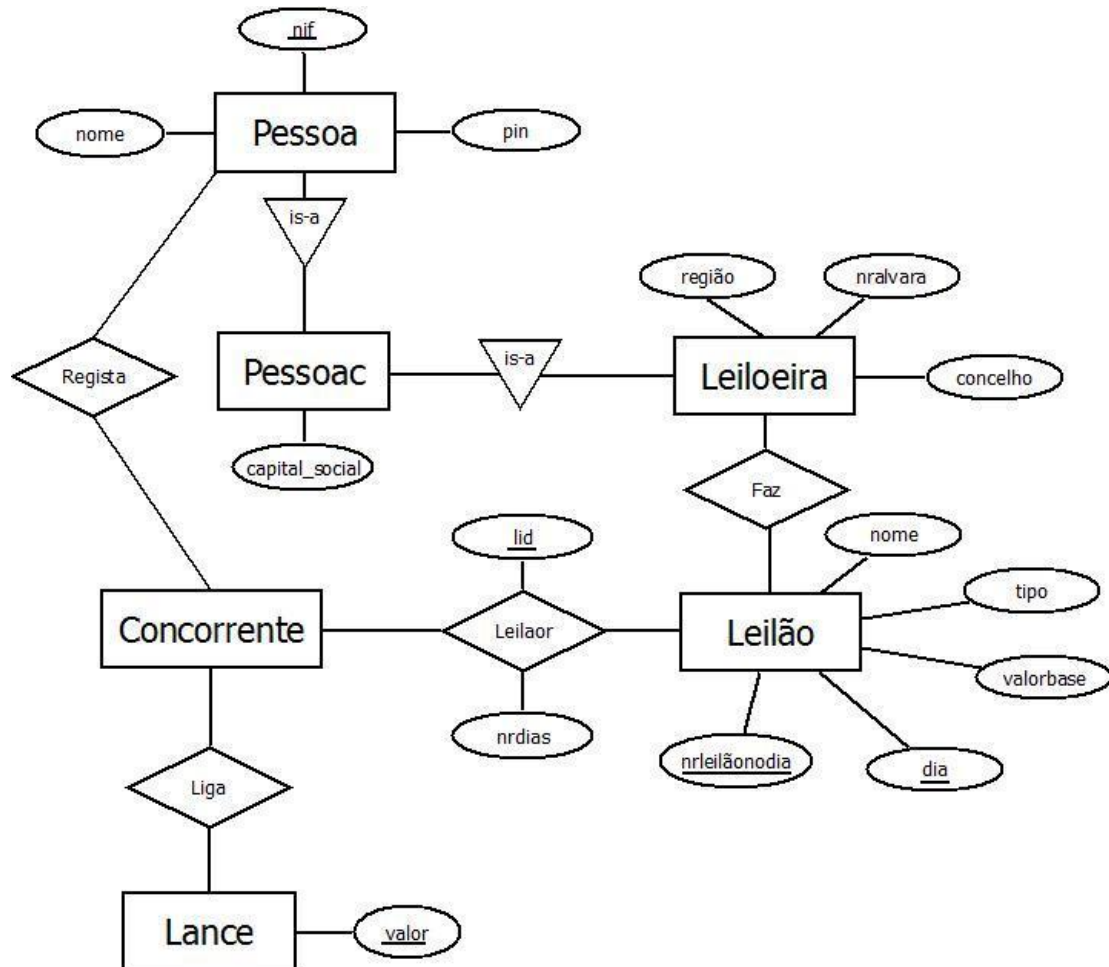 nif
nome
Pessoa
pin
is-a
região
nralvara
Regista
Pessoac
is-a
Leiloeira
concelho
capital_social
Faz
lid
nome
tipo
Concorrente
Leilaor
Leilão
valorbase
nrdias
nrleilãonodia
dia
Liga
Lance
valor